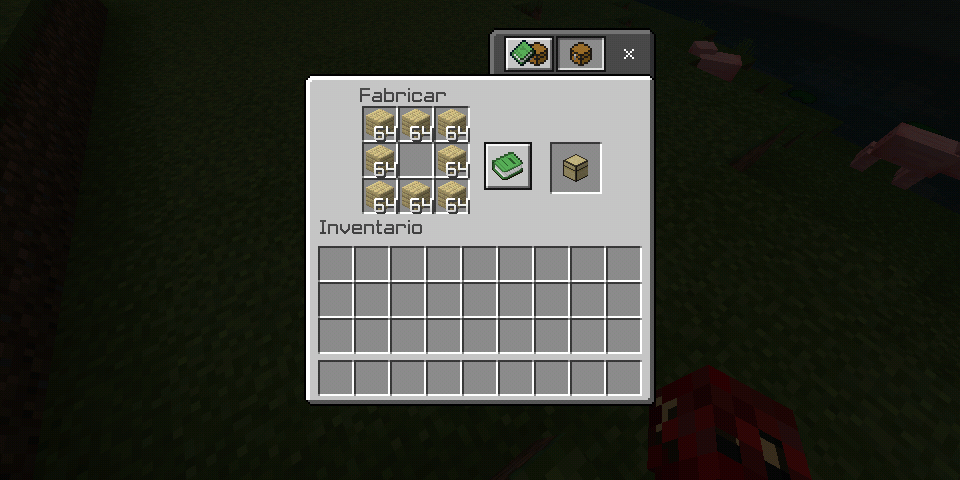 Fabricar
64 64 64
64 64
64 64 64
Inventario